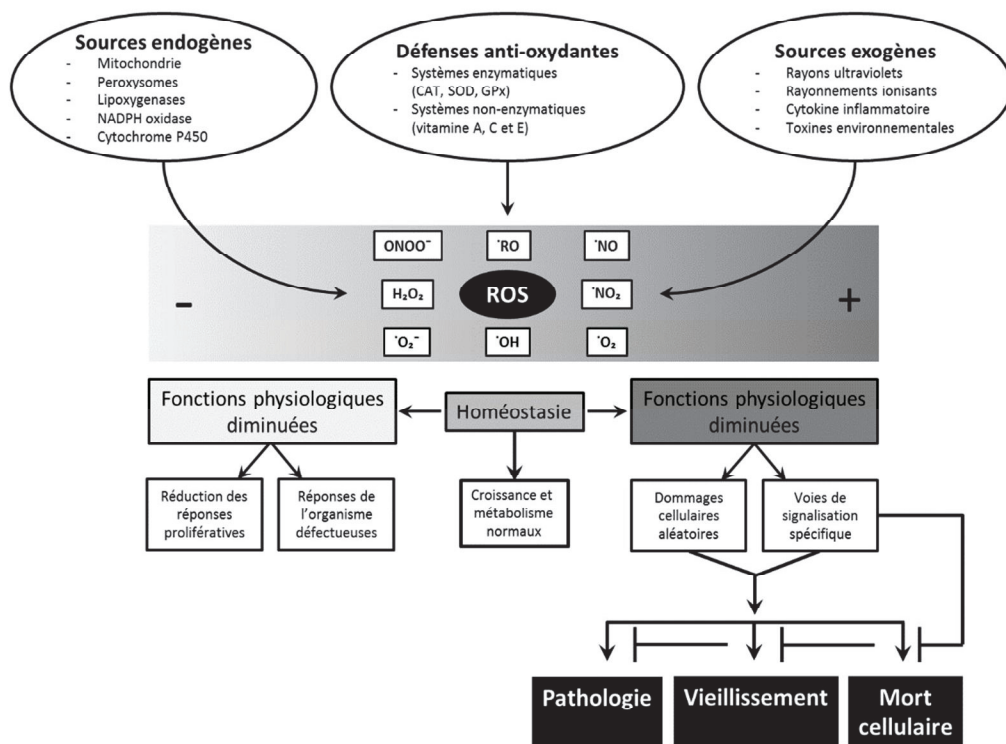 Sources endogènes
- Mitochondrie
- Peroxysomes
- Lipoxygenases
- NADPH oxidase
- Cytochrome P450
Défenses anti-oxydantes
- Systèmes enzymatiques
(CAT, SOD, GPx)
- Systèmes non-enzymatiques
(vitamine A, C et E)
Sources exogènes
- Rayons ultraviolets
- Rayonnements ionisants
- Cytokine inflammatoire
- Toxines environnementales
ONOO⁻
˙RO
˙NO
-
H₂O₂
ROS
˙NO₂
+
˙O₂⁻
˙OH
˙O₂
Fonctions physiologiques
diminuées
Homéostasie
Fonctions physiologiques
diminuées
Réduction des
réponses
prolifératives
Réponses de
l'organisme
défectueuses
Croissance et
métabolisme
normaux
Dommages
cellulaires
aléatoires
Voies de
signalisation
spécifique
Pathologie
Vieillissement
Mort
cellulaire